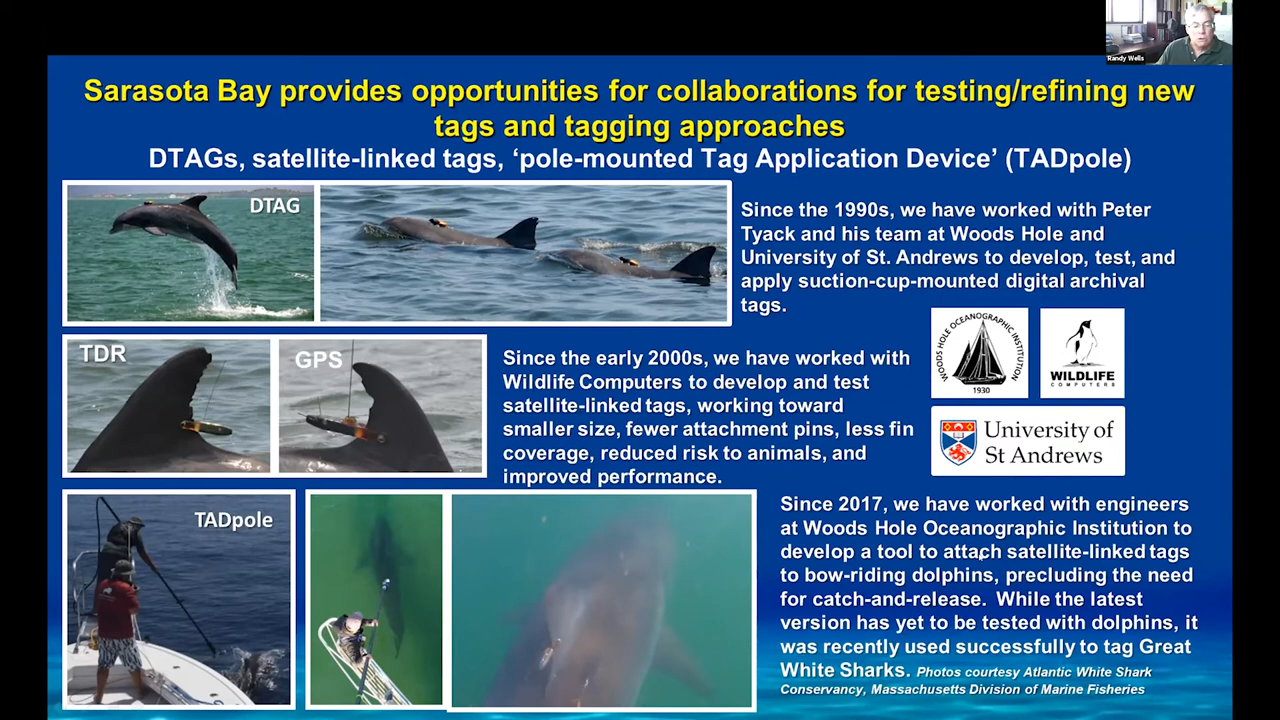 Randy Wells
Sarasota Bay provides opportunities for collaborations for testing/refining new
tags and tagging approaches
DTAGs, satellite-linked tags, ‘pole-mounted Tag Application Device’ (TADpole)
DTAG
Since the 1990s, we have worked with Peter
Tyack and his team at Woods Hole and
University of St. Andrews to develop, test, and
apply suction-cup-mounted digital archival
tags.
WOODS HOLE OCEANOGRAPHIC INSTITUTION
1930
WILDLIFE
COMPUTERS
TDR
GPS
Since the early 2000s, we have worked with
Wildlife Computers to develop and test
satellite-linked tags, working toward
smaller size, fewer attachment pins, less fin
coverage, reduced risk to animals, and
improved performance.
University of
St Andrews
TADpole
Since 2017, we have worked with engineers
at Woods Hole Oceanographic Institution to
develop a tool to attach satellite-linked tags
to bow-riding dolphins, precluding the need
for catch-and-release. While the latest
version has yet to be tested with dolphins, it
was recently used successfully to tag Great
White Sharks. Photos courtesy Atlantic White Shark
Conservancy, Massachusetts Division of Marine Fisheries